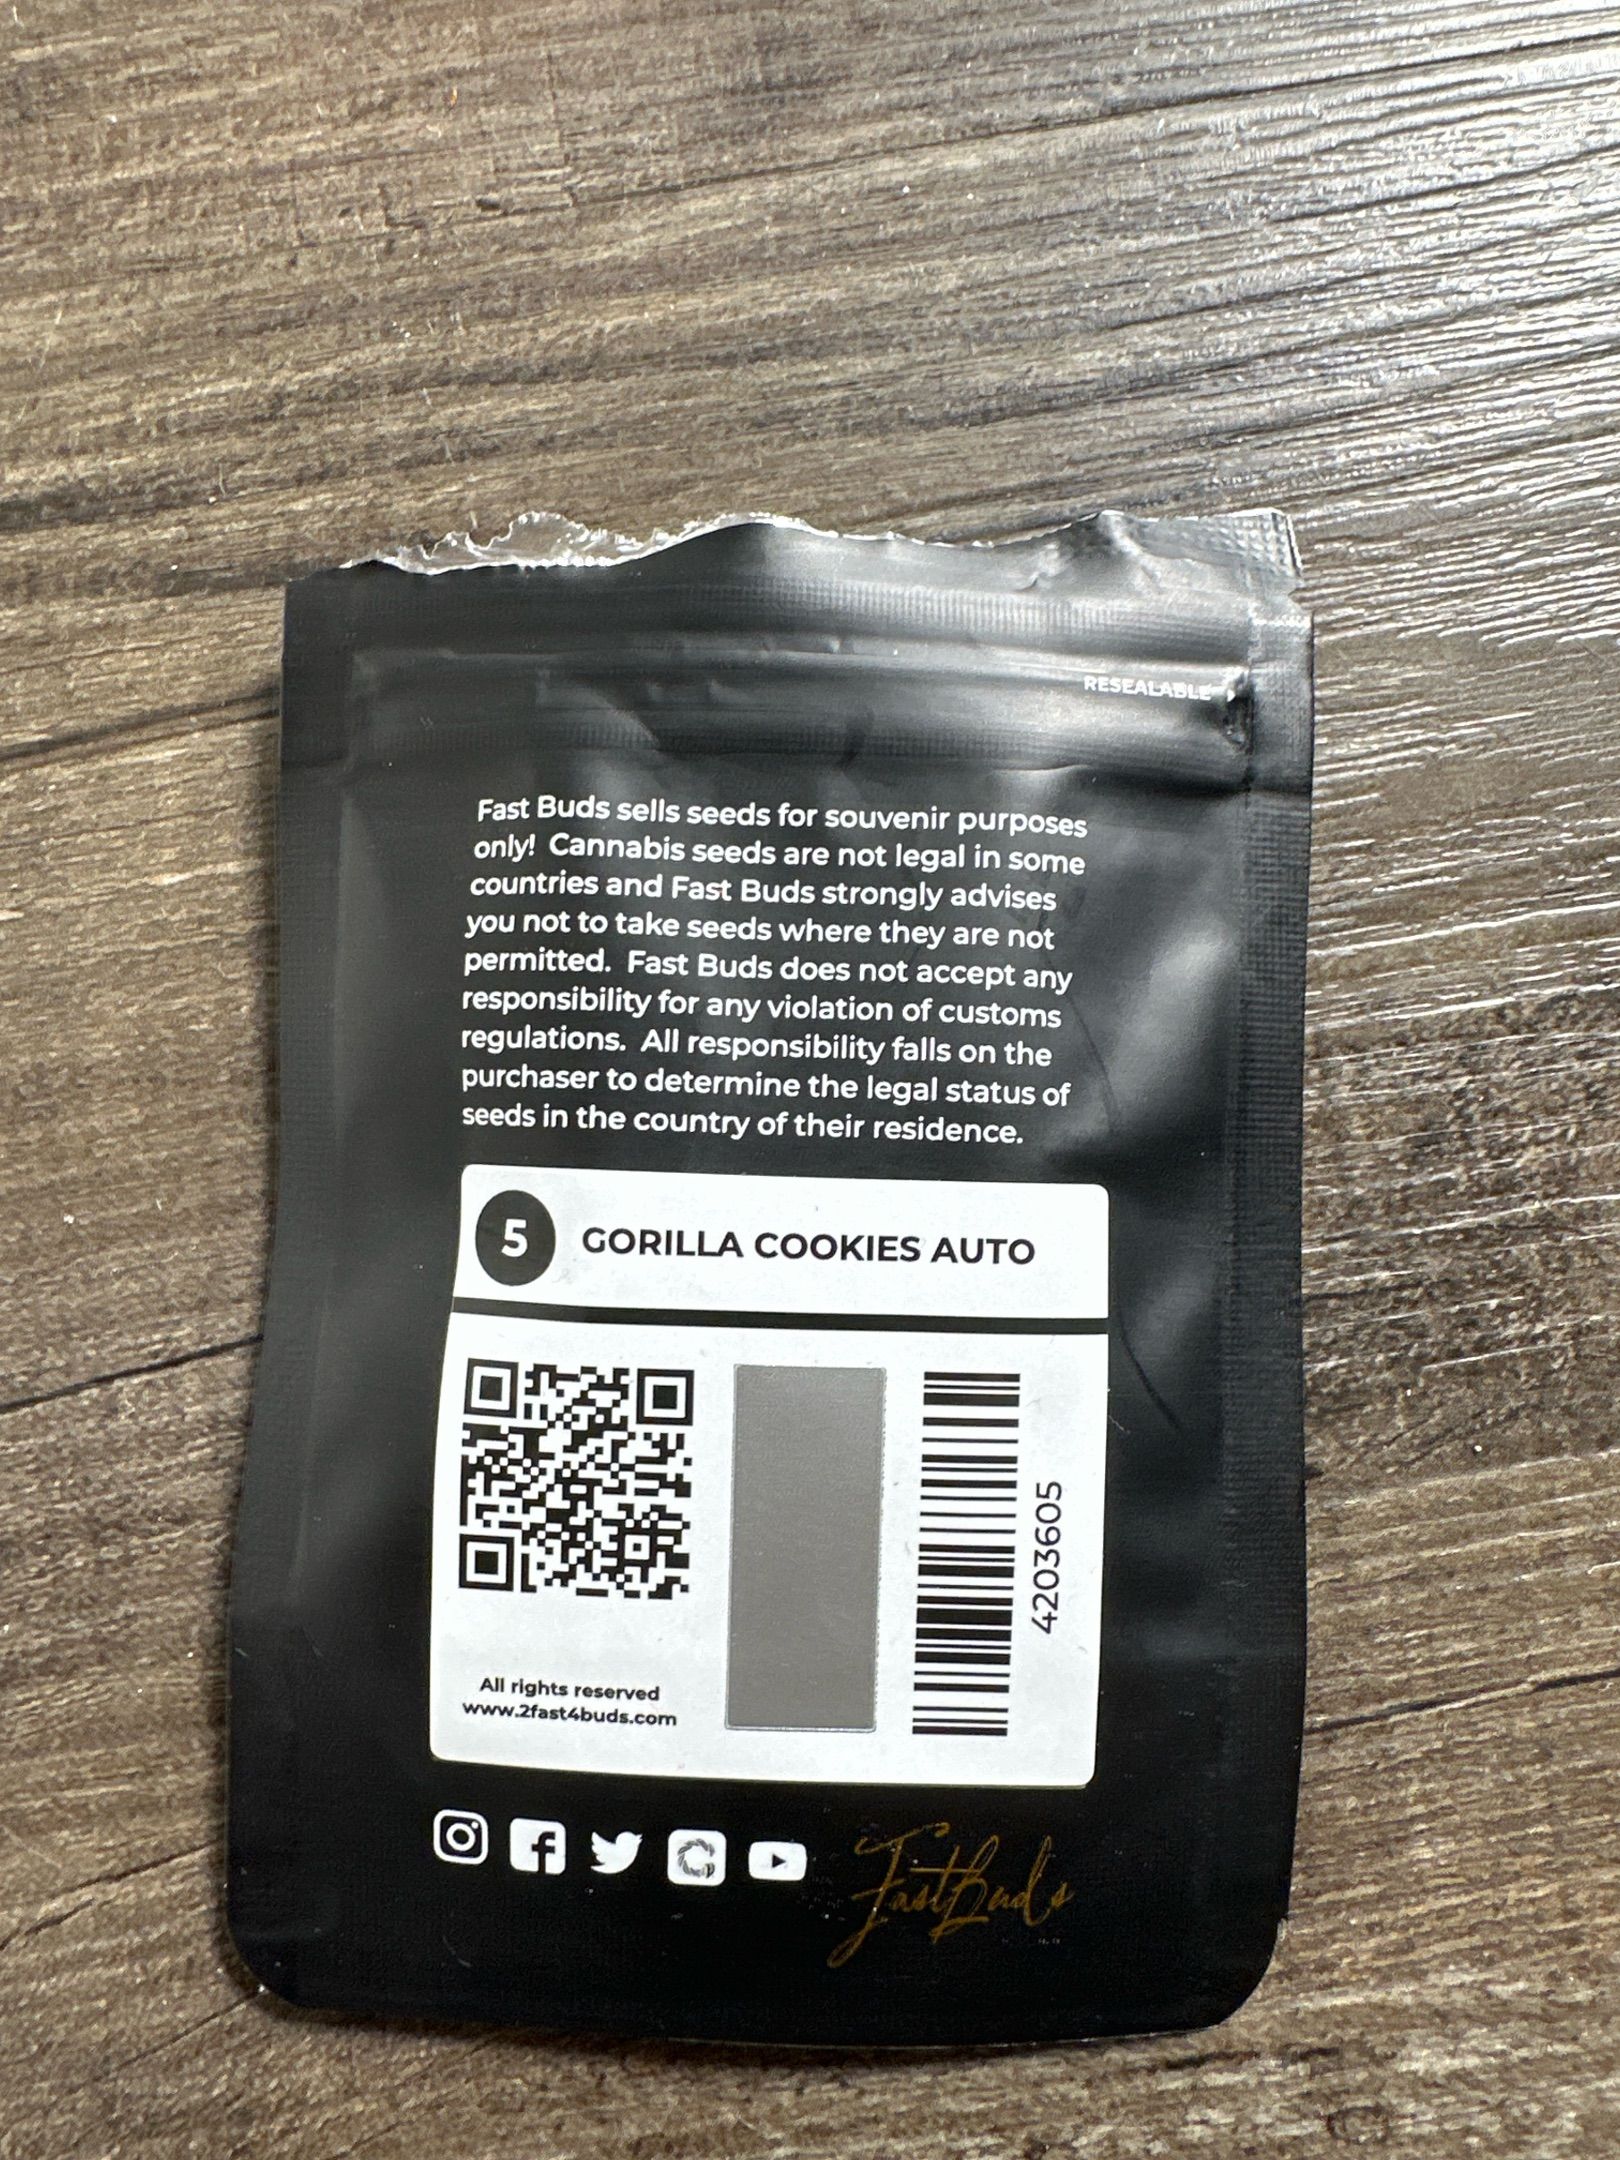 RESEALABLE
Fast Buds sells seeds for souvenir purposes
only! Cannabis seeds are not legal in some
countries and Fast Buds strongly advises
you not to take seeds where they are not
permitted. Fast Buds does not accept any
responsibility for any violation of customs
regulations. All responsibility falls on the
purchaser to determine the legal status of
seeds in the country of their residence.
5 GORILLA COOKIES AUTO
4203605
All rights reserved
www.2fast4buds.com
FastBuds